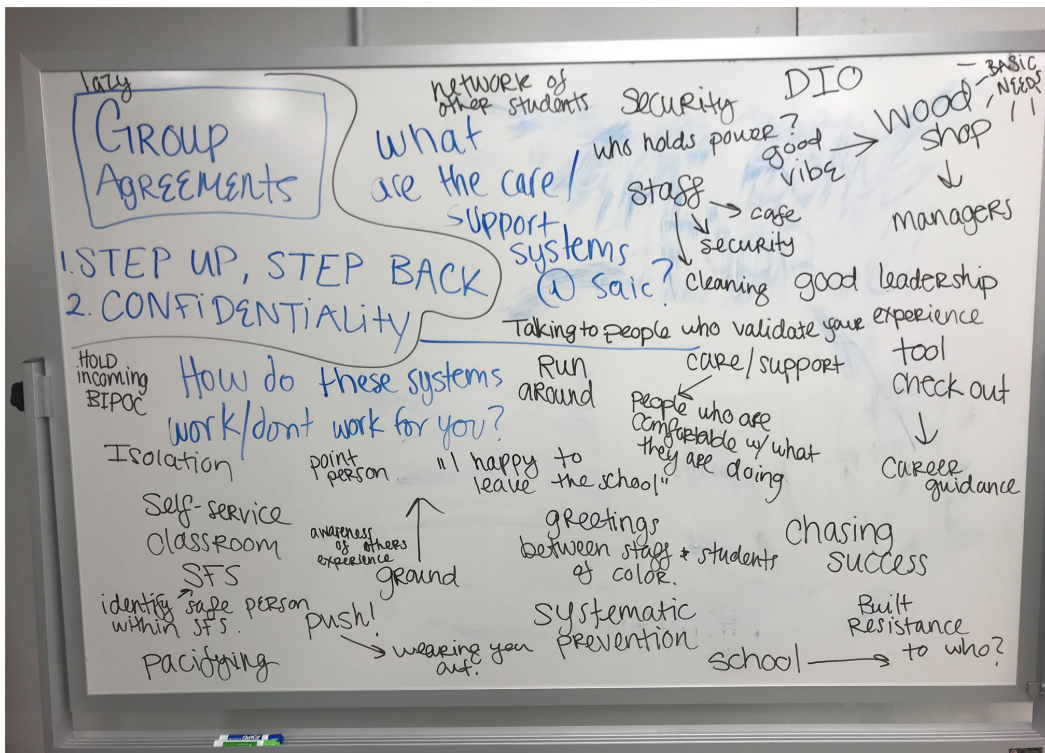 lazy
GROUP
AGREEMENTS
1. STEP UP, STEP BACK
2. CONFIDENTIALITY
network of
other students
what
are the care/
support
systems
@ saic?
Security
DIO
who holds power?
good
vibe
wood
shop
BASIC
NEEDS
managers
Staff
cafe
security
cleaning
good leadership
Taking to people who validate your experience
care/support
tool
check out
career
guidance
HOLD
incoming
BIPOC
How do these systems
work/dont work for you?
Run
around
people who are
comfortable w/ what
they are doing
Isolation
point
person
"I happy to
leave the school"
Self-service
classroom
SFS
awareness
of others
experience
ground
greetings
between staff * students
of color.
Chasing
success
identify safe person
within SFS.
push!
wearing you
out.
pacifying
systematic
prevention
Built
Resistance
to who?
school